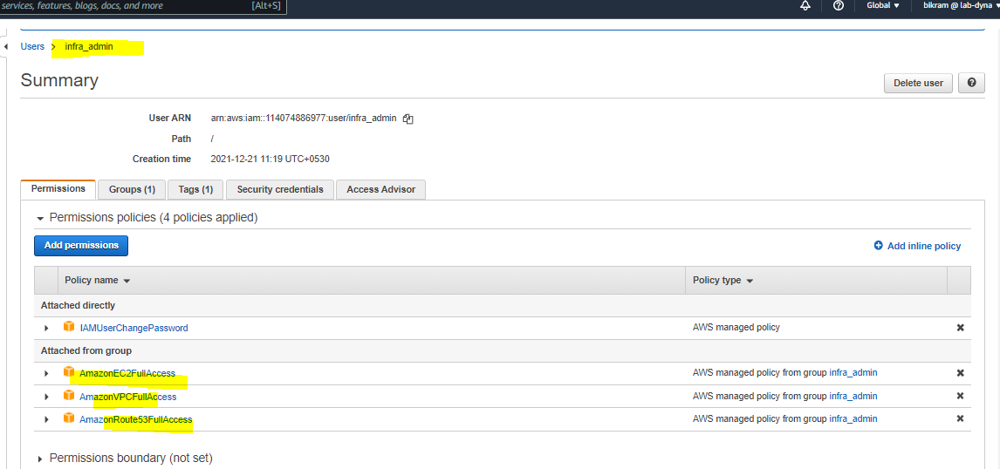 services, features, blogs, docs, and more [Alt+S] Global bikram @ lab-dyna
Users > infra_admin
Summary Delete user
User ARN arn:aws:iam::114074886977:user/infra_admin
Path /
Creation time 2021-12-21 11:19 UTC+0530
Permissions Groups (1) Tags (1) Security credentials Access Advisor
Permissions policies (4 policies applied)
Add permissions Add inline policy
Policy name Policy type
Attached directly
IAMUserChangePassword AWS managed policy
Attached from group
AmazonEC2FullAccess AWS managed policy from group infra_admin
AmazonVPCFullAccess AWS managed policy from group infra_admin
AmazonRoute53FullAccess AWS managed policy from group infra_admin
Permissions boundary (not set)